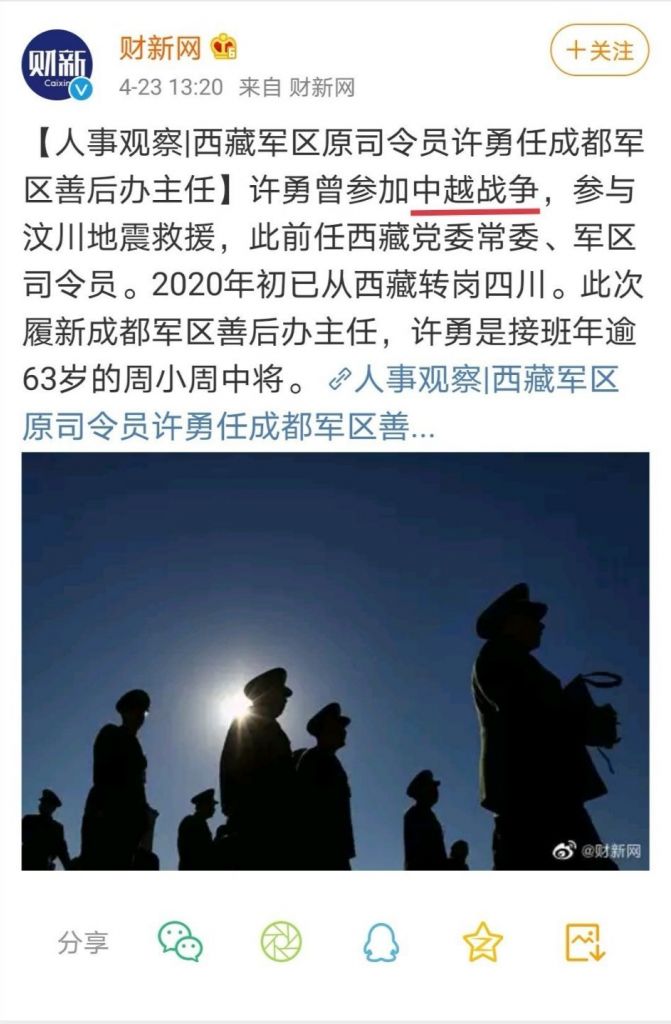 财新
Caixin
财新网
4-23 13:20 来自 财新网
+关注
【人事观察|西藏军区原司令员许勇任成都军
区善后办主任】许勇曾参加中越战争，参与
汶川地震救援，此前任西藏党委常委、军区
司令员。2020年初已从西藏转岗四川。此次
履新成都军区善后办主任，许勇是接班年逾
63岁的周小周中将。人事观察|西藏军区
原司令员许勇任成都军区善...
@财新网
分享